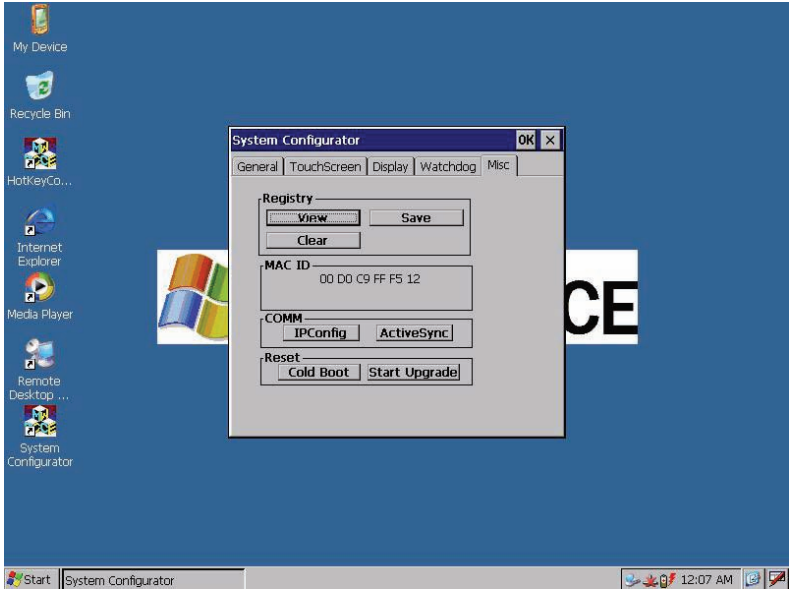 My Device
Recycle Bin
HotKeyCo...
Internet
Explorer
Media Player
Remote
Desktop ...
System
Configurator
System Configurator
OK
General
TouchScreen
Display
Watchdog
Misc
Registry
View
Save
Clear
MAC ID
00 D0 C9 FF F5 12
COMM
IPConfig
ActiveSync
Reset
Cold Boot
Start Upgrade
CE
Start
System Configurator
12:07 AM